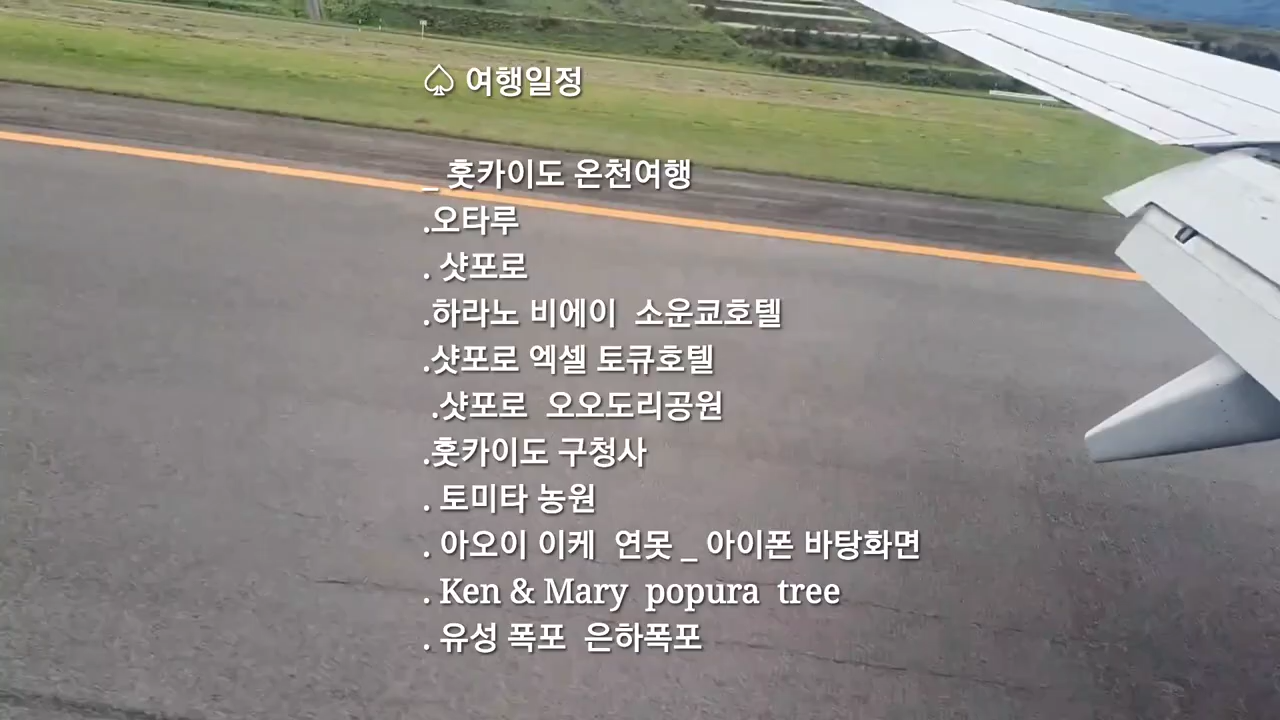 ♤ 여행일정
_ 홋카이도 온천여행
.오타루
. 샷포로
.하라노 비에이 소운쿄호텔
.샷포로 엑셀 토큐호텔
.샷포로 오오도리공원
.홋카이도 구청사
. 토미타 농원
. 아오이 이케 연못 _ 아이폰 바탕화면
. Ken & Mary popura tree
. 유성 폭포 은하폭포